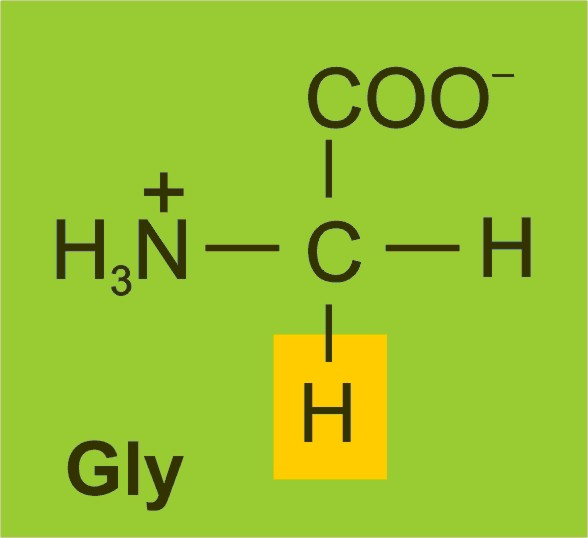 COO⁻
H₃N⁺ — C — H
H
Gly